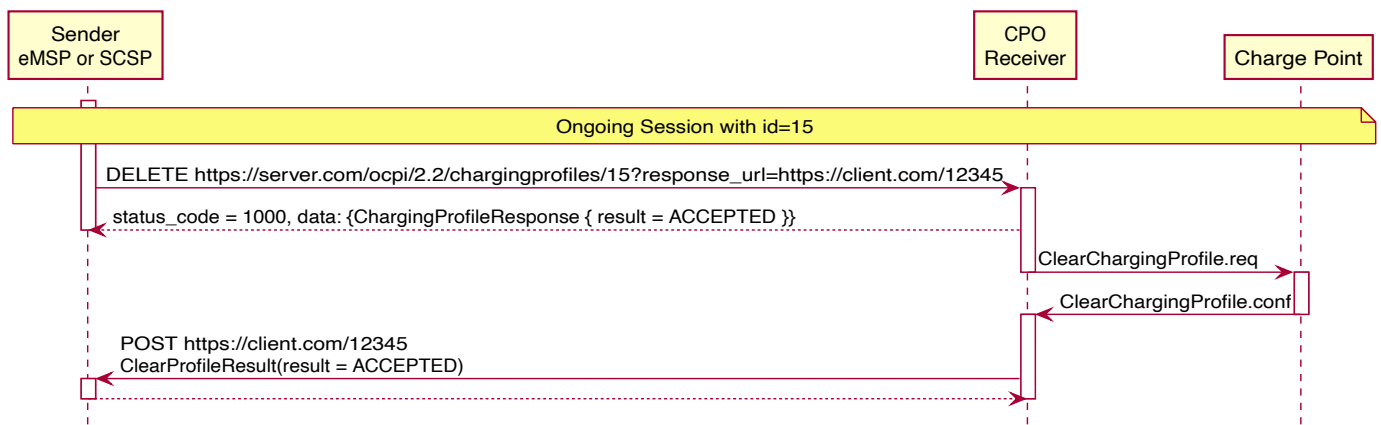 Sender
eMSP or SCSP
CPO
Receiver
Charge Point
Ongoing Session with id=15
DELETE https://server.com/ocpi/2.2/chargingprofiles/15?response_url=https://client.com/12345
status_code = 1000, data: {ChargingProfileResponse { result = ACCEPTED }}
ClearChargingProfile.req
ClearChargingProfile.conf
POST https://client.com/12345
ClearProfileResult(result = ACCEPTED)